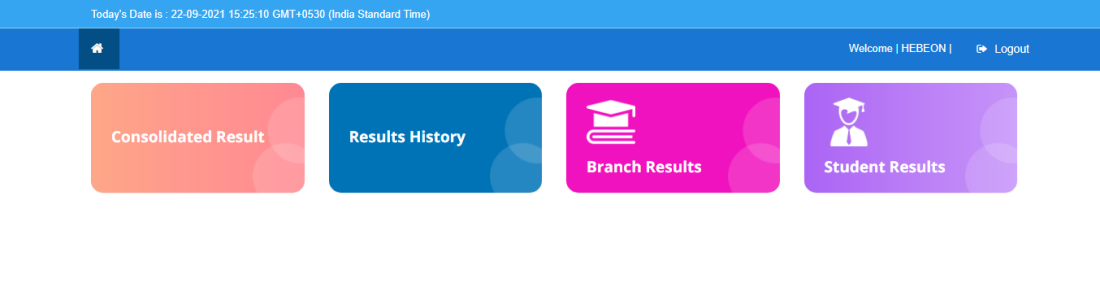 Today's Date is : 22-09-2021 15:25:10 GMT+0530 (India Standard Time)
Welcome | HEBEON | Logout
Consolidated Result
Results History
Branch Results
Student Results